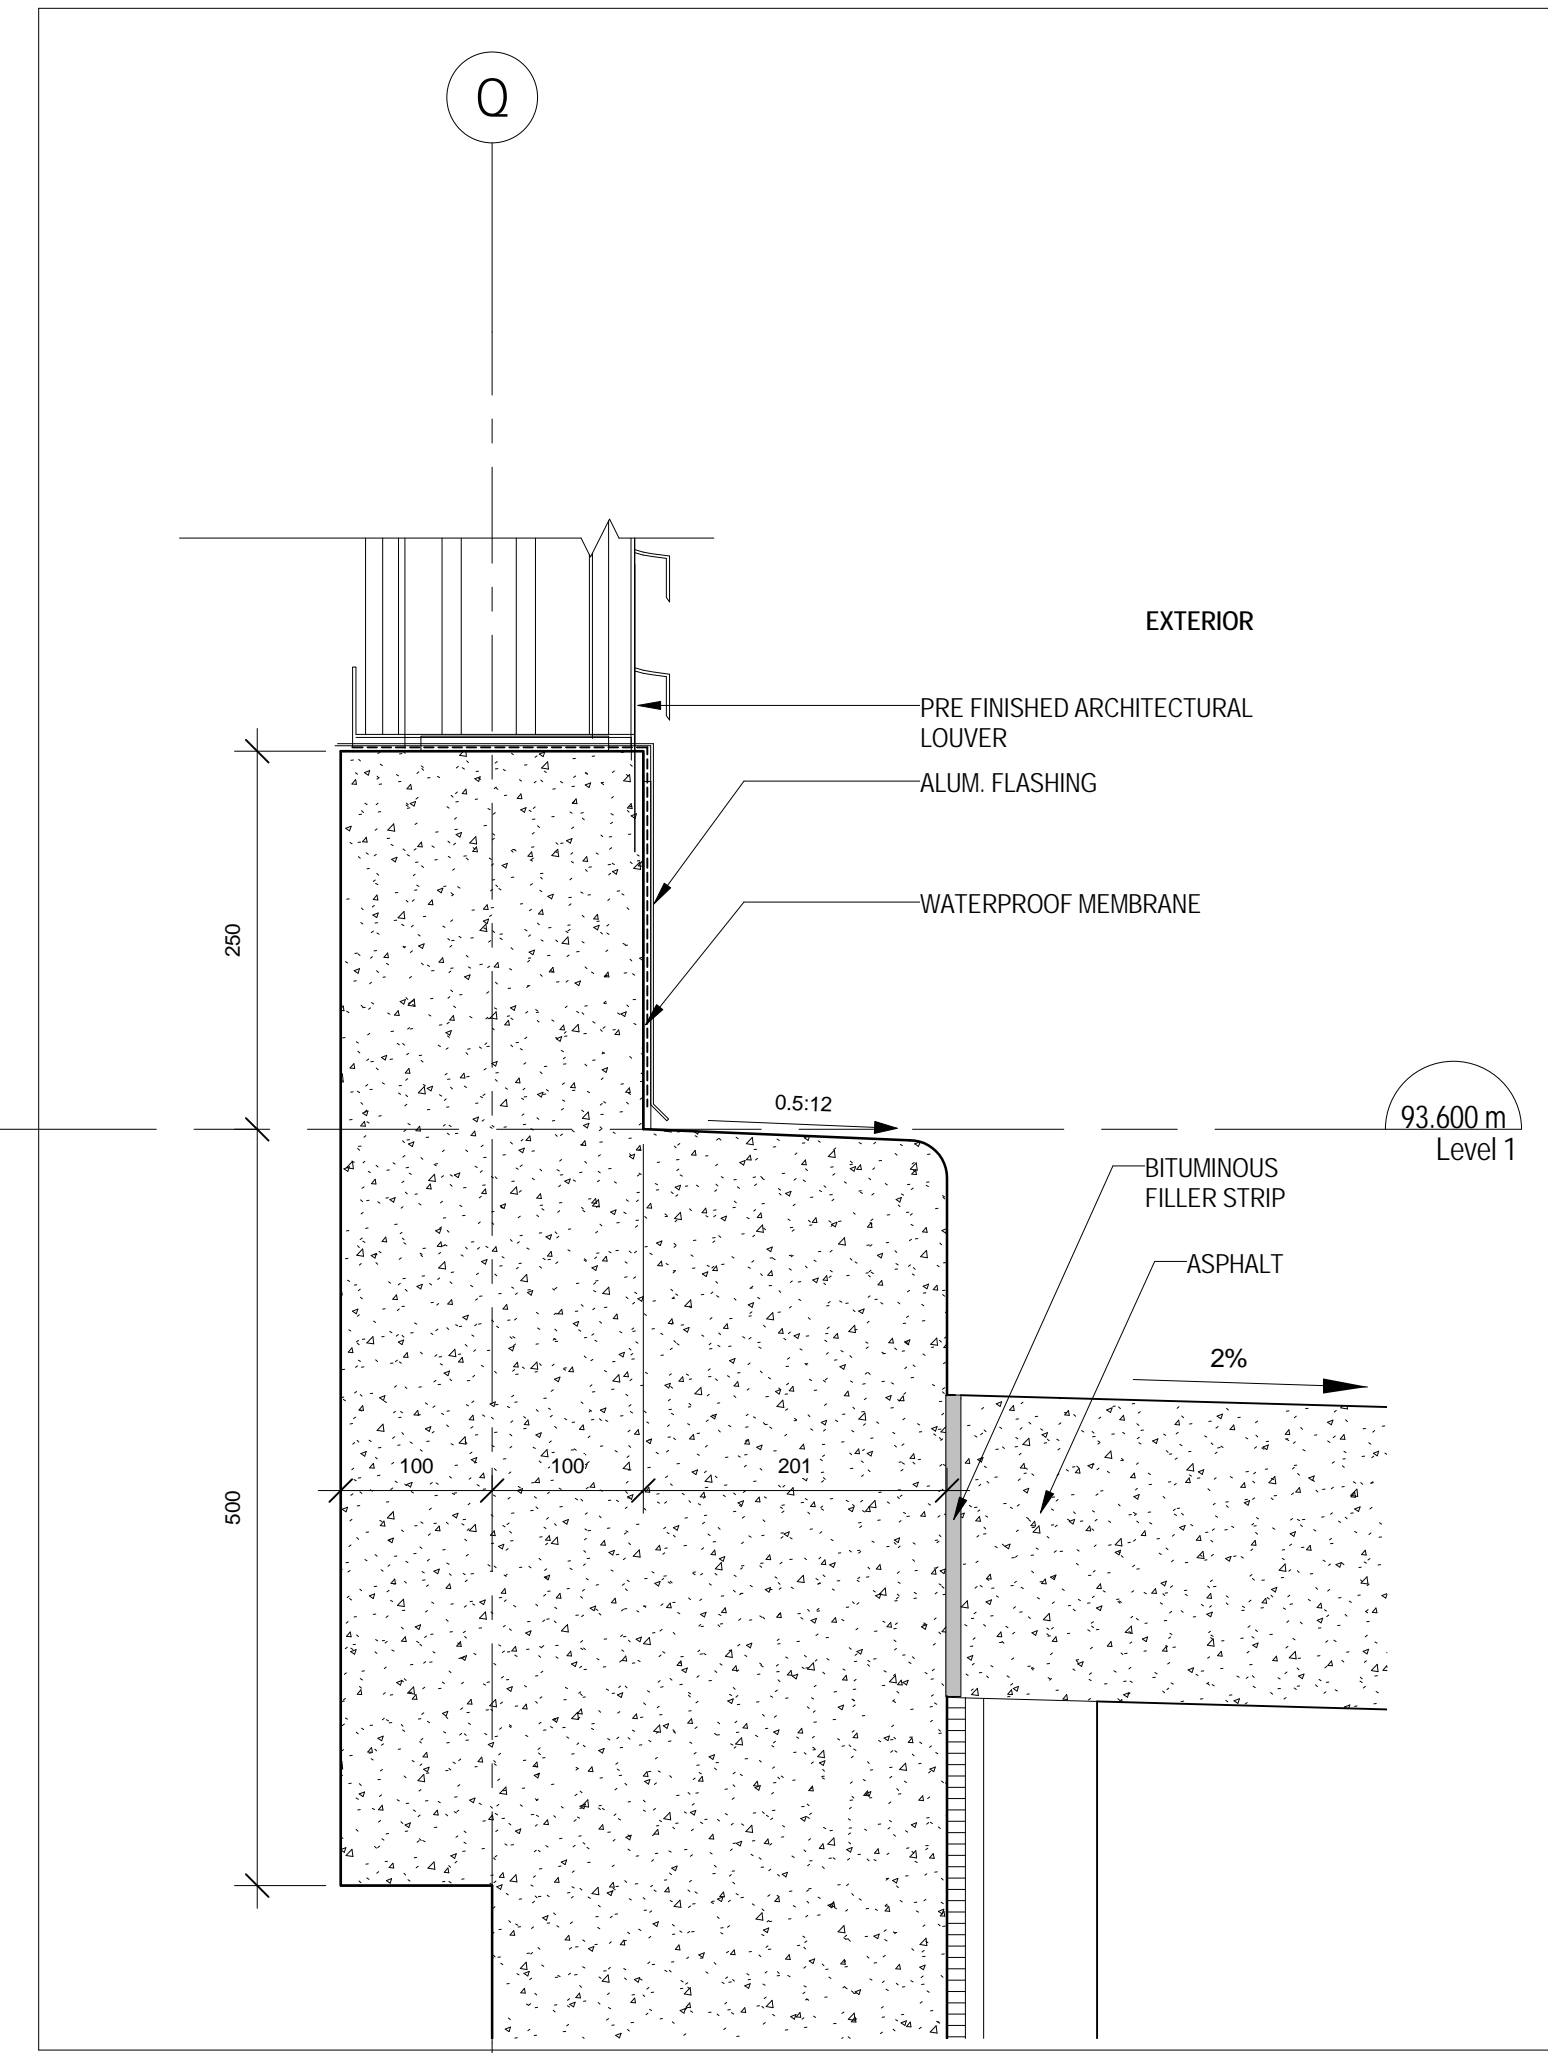 Q
EXTERIOR
PRE FINISHED ARCHITECTURAL
LOUVER
ALUM. FLASHING
WATERPROOF MEMBRANE
250
0.5:12
93.600 m
Level 1
BITUMINOUS
FILLER STRIP
ASPHALT
2%
100
100
201
500